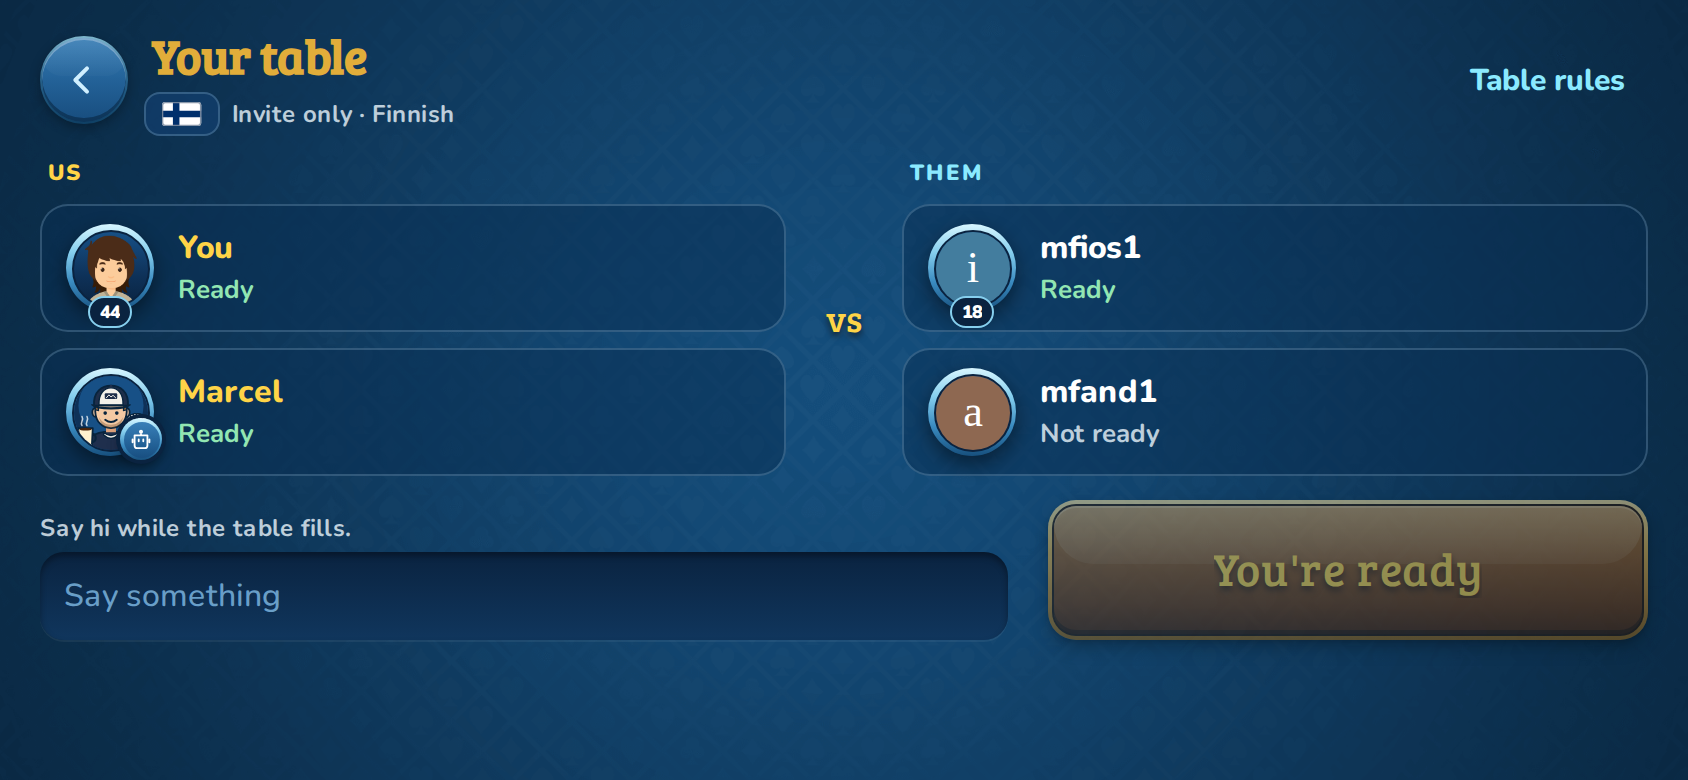 Your table
Invite only · Finnish
Table rules
US
You
Ready
44
Marcel
Ready
vs
THEM
mfios1
Ready
i
18
mfand1
Not ready
a
Say hi while the table fills.
Say something
You're ready